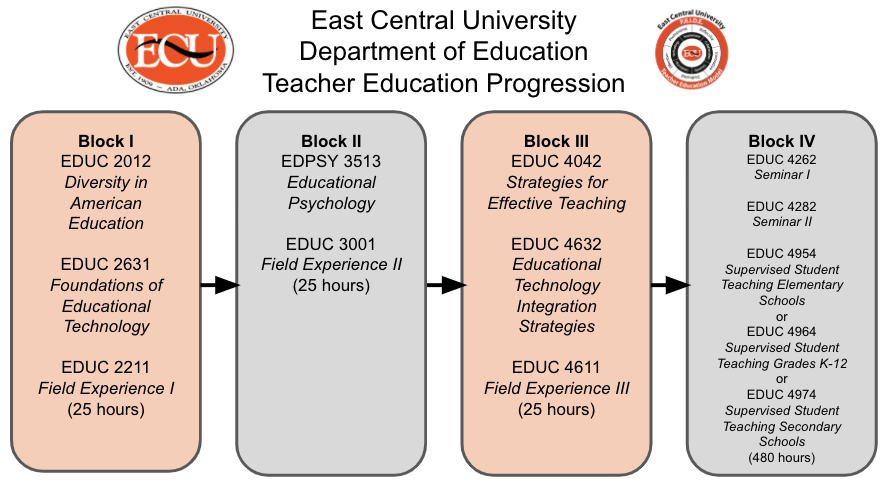 East Central University
Department of Education
Teacher Education Progression
EAST CENTRAL UNIVERSITY
ECU
EST. 1909 – ADA, OKLAHOMA
East Central University
P.R.I.D.E.
Teacher Education Model
Block I
EDUC 2012
Diversity in
American
Education
EDUC 2631
Foundations of
Educational
Technology
EDUC 2211
Field Experience I
(25 hours)
Block II
EDPSY 3513
Educational
Psychology
EDUC 3001
Field Experience II
(25 hours)
Block III
EDUC 4042
Strategies for
Effective Teaching
EDUC 4632
Educational
Technology
Integration
Strategies
EDUC 4611
Field Experience III
(25 hours)
Block IV
EDUC 4262
Seminar I
EDUC 4282
Seminar II
EDUC 4954
Supervised Student
Teaching Elementary
Schools
or
EDUC 4964
Supervised Student
Teaching Grades K-12
or
EDUC 4974
Supervised Student
Teaching Secondary
Schools
(480 hours)